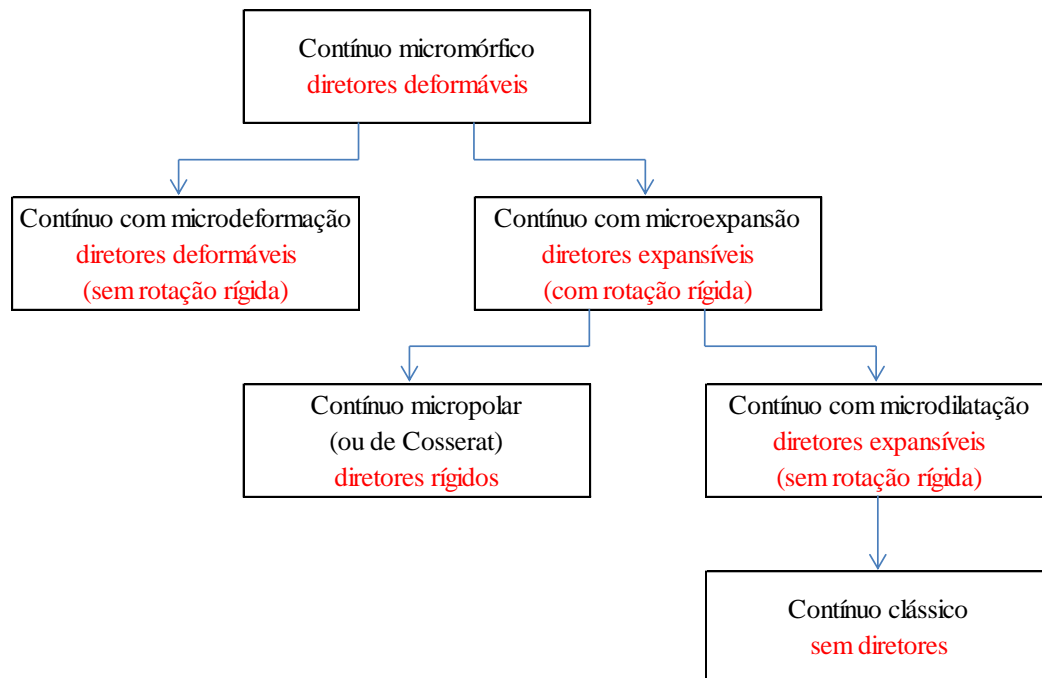 Contínuo micromórfico
diretores deformáveis
Contínuo com microdeformação
diretores deformáveis
(sem rotação rígida)
Contínuo com microexpansão
diretores expansíveis
(com rotação rígida)
Contínuo micropolar
(ou de Cosserat)
diretores rígidos
Contínuo com microdilatação
diretores expansíveis
(sem rotação rígida)
Contínuo clássico
sem diretores